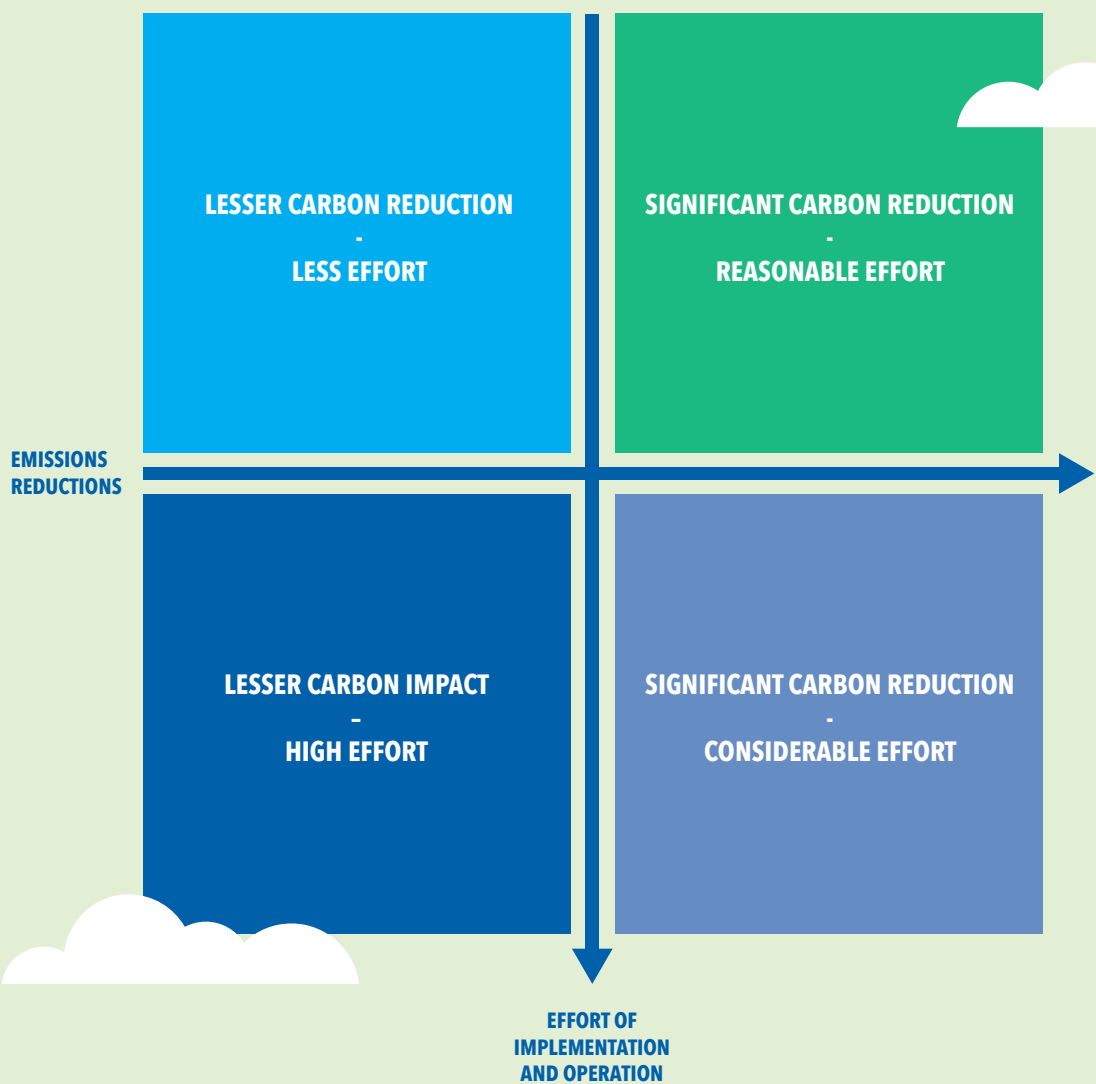 LESSER CARBON REDUCTION
-
LESS EFFORT
SIGNIFICANT CARBON REDUCTION
-
REASONABLE EFFORT
EMISSIONS
REDUCTIONS
LESSER CARBON IMPACT
–
HIGH EFFORT
SIGNIFICANT CARBON REDUCTION
-
CONSIDERABLE EFFORT
EFFORT OF
IMPLEMENTATION
AND OPERATION